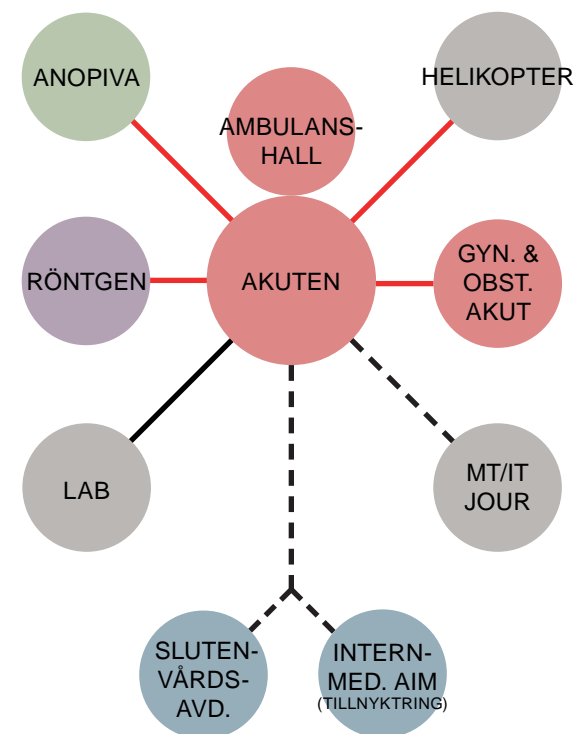 ANOPIVA
HELIKOPTER
AMBULANS-
HALL
RÖNTGEN
AKUTEN
GYN. &
OBST.
AKUT
LAB
MT/IT
JOUR
SLUTEN-
VÅRDS-
AVD.
INTERN-
MED. AIM
(TILLNYKTRING)